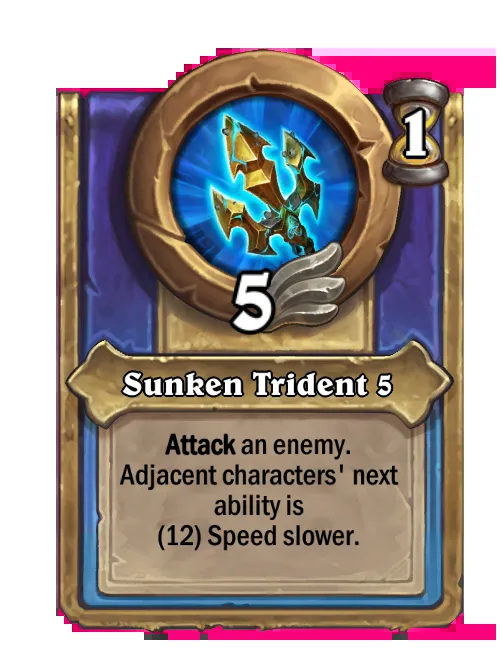 1
5
Sunken Trident 5
Attack an enemy.
Adjacent characters' next
ability is
(12) Speed slower.